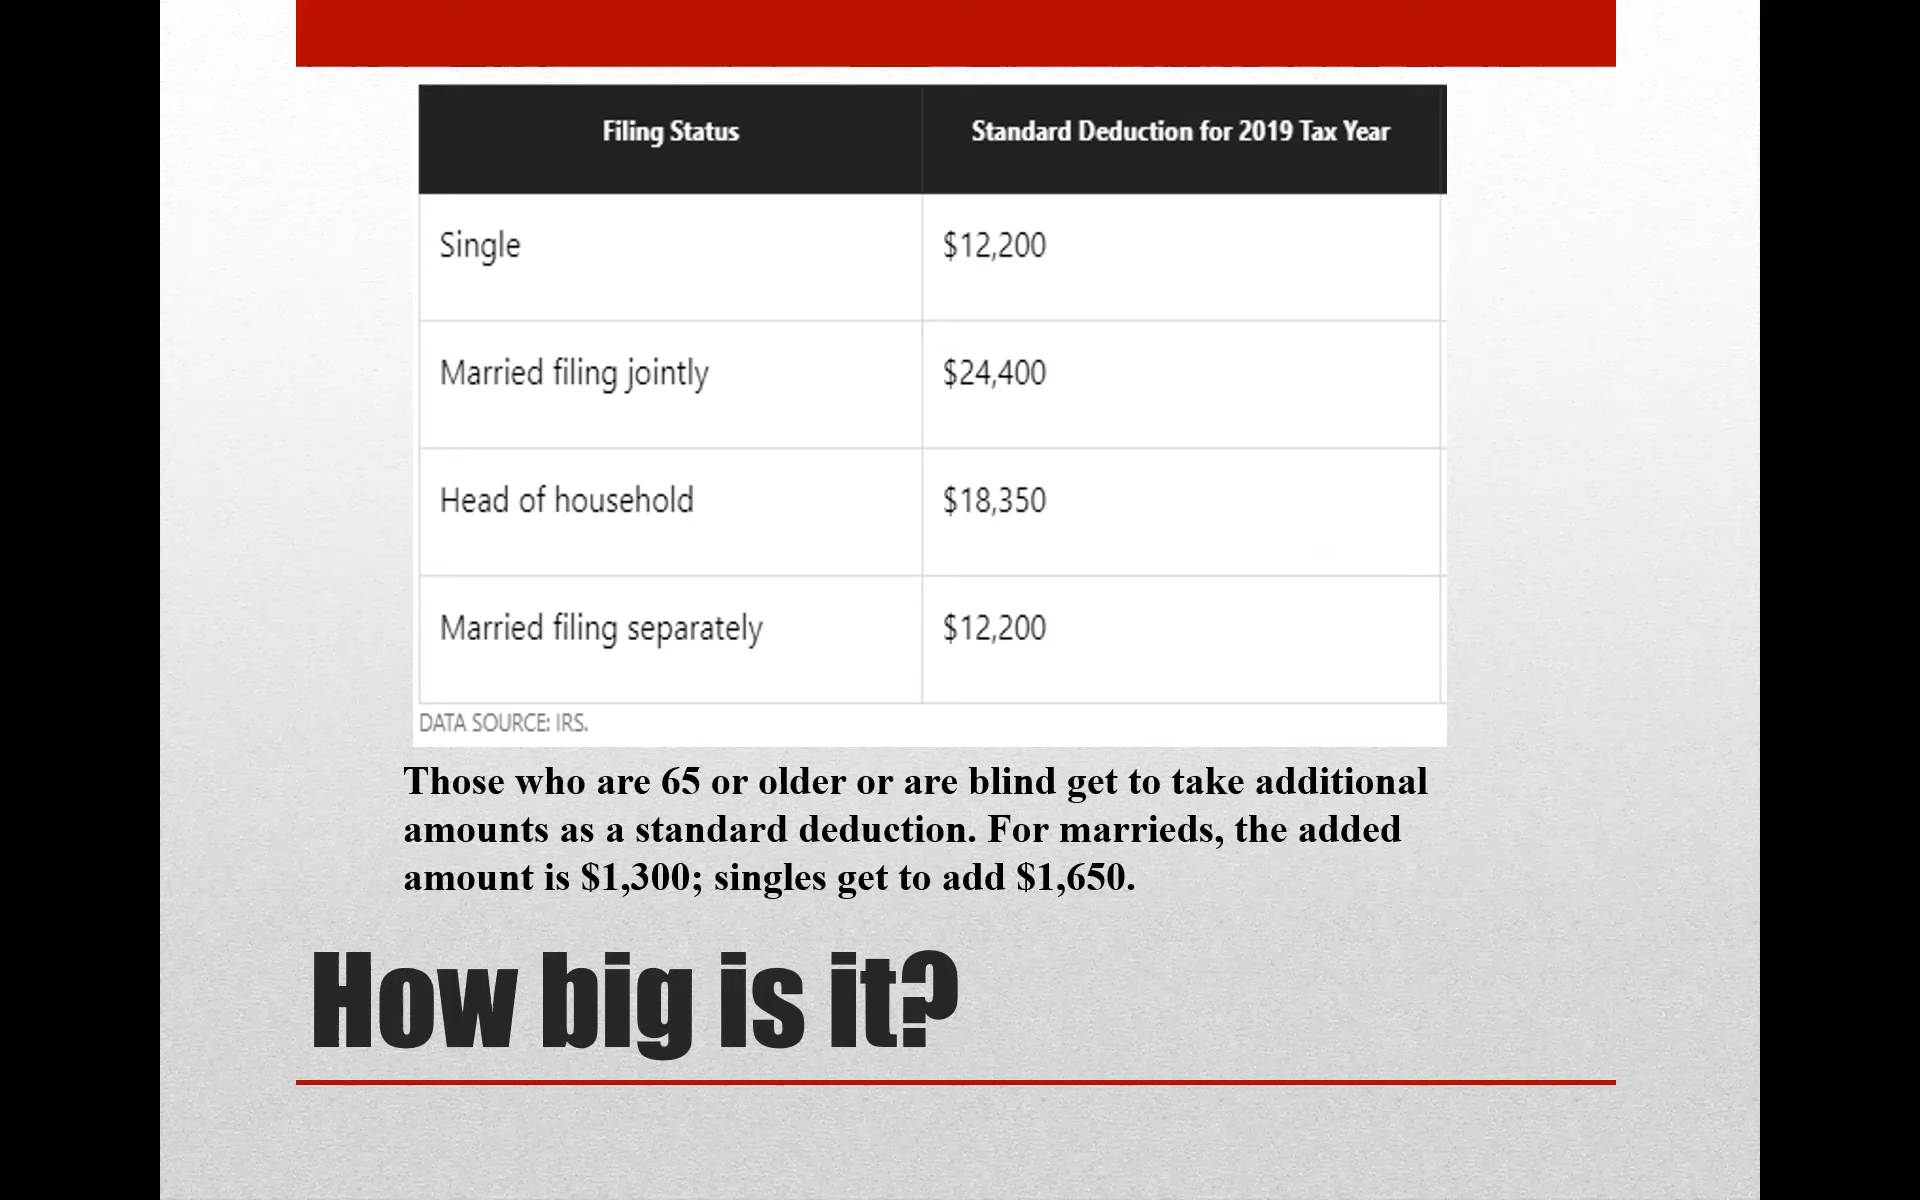 Filing Status Standard Deduction for 2019 Tax Year
Single $12,200
Married filing jointly $24,400
Head of household $18,350
Married filing separately $12,200
DATA SOURCE: IRS.
Those who are 65 or older or are blind get to take additional
amounts as a standard deduction. For marrieds, the added
amount is $1,300; singles get to add $1,650.
How big is it?